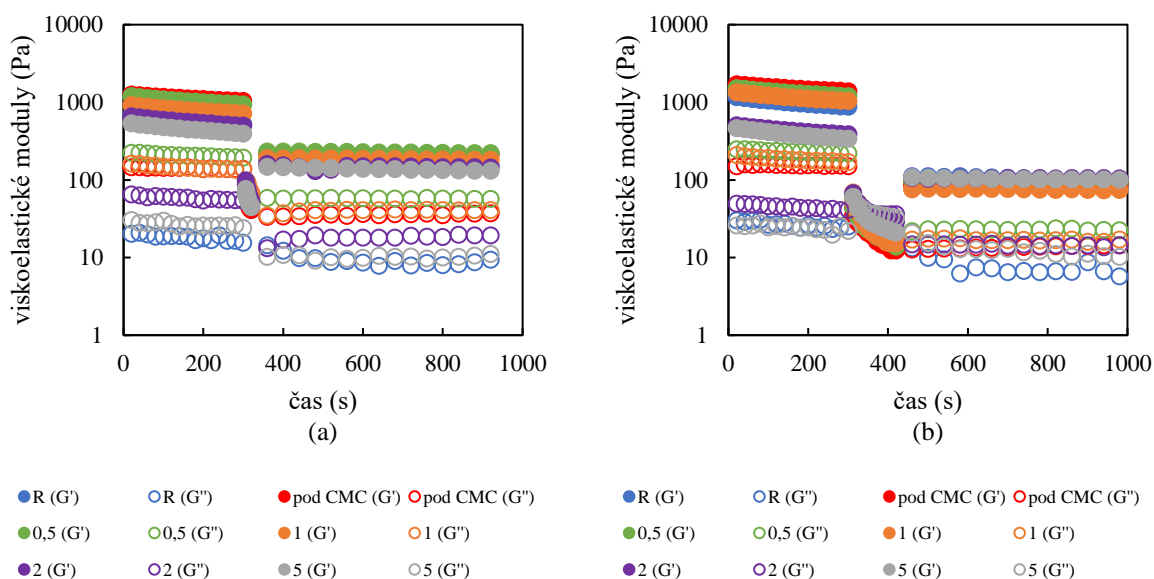 viskoelastické moduly (Pa)
10000
1000
100
10
1
0 200 400 600 800 1000
čas (s)
(a)
viskoelastické moduly (Pa)
10000
1000
100
10
1
0 200 400 600 800 1000
čas (s)
(b)
R (G') R (G'') pod CMC (G') pod CMC (G'')
0,5 (G') 0,5 (G'') 1 (G') 1 (G'')
2 (G') 2 (G'') 5 (G') 5 (G'')
R (G') R (G'') pod CMC (G') pod CMC (G'')
0,5 (G') 0,5 (G'') 1 (G') 1 (G'')
2 (G') 2 (G'') 5 (G') 5 (G'')